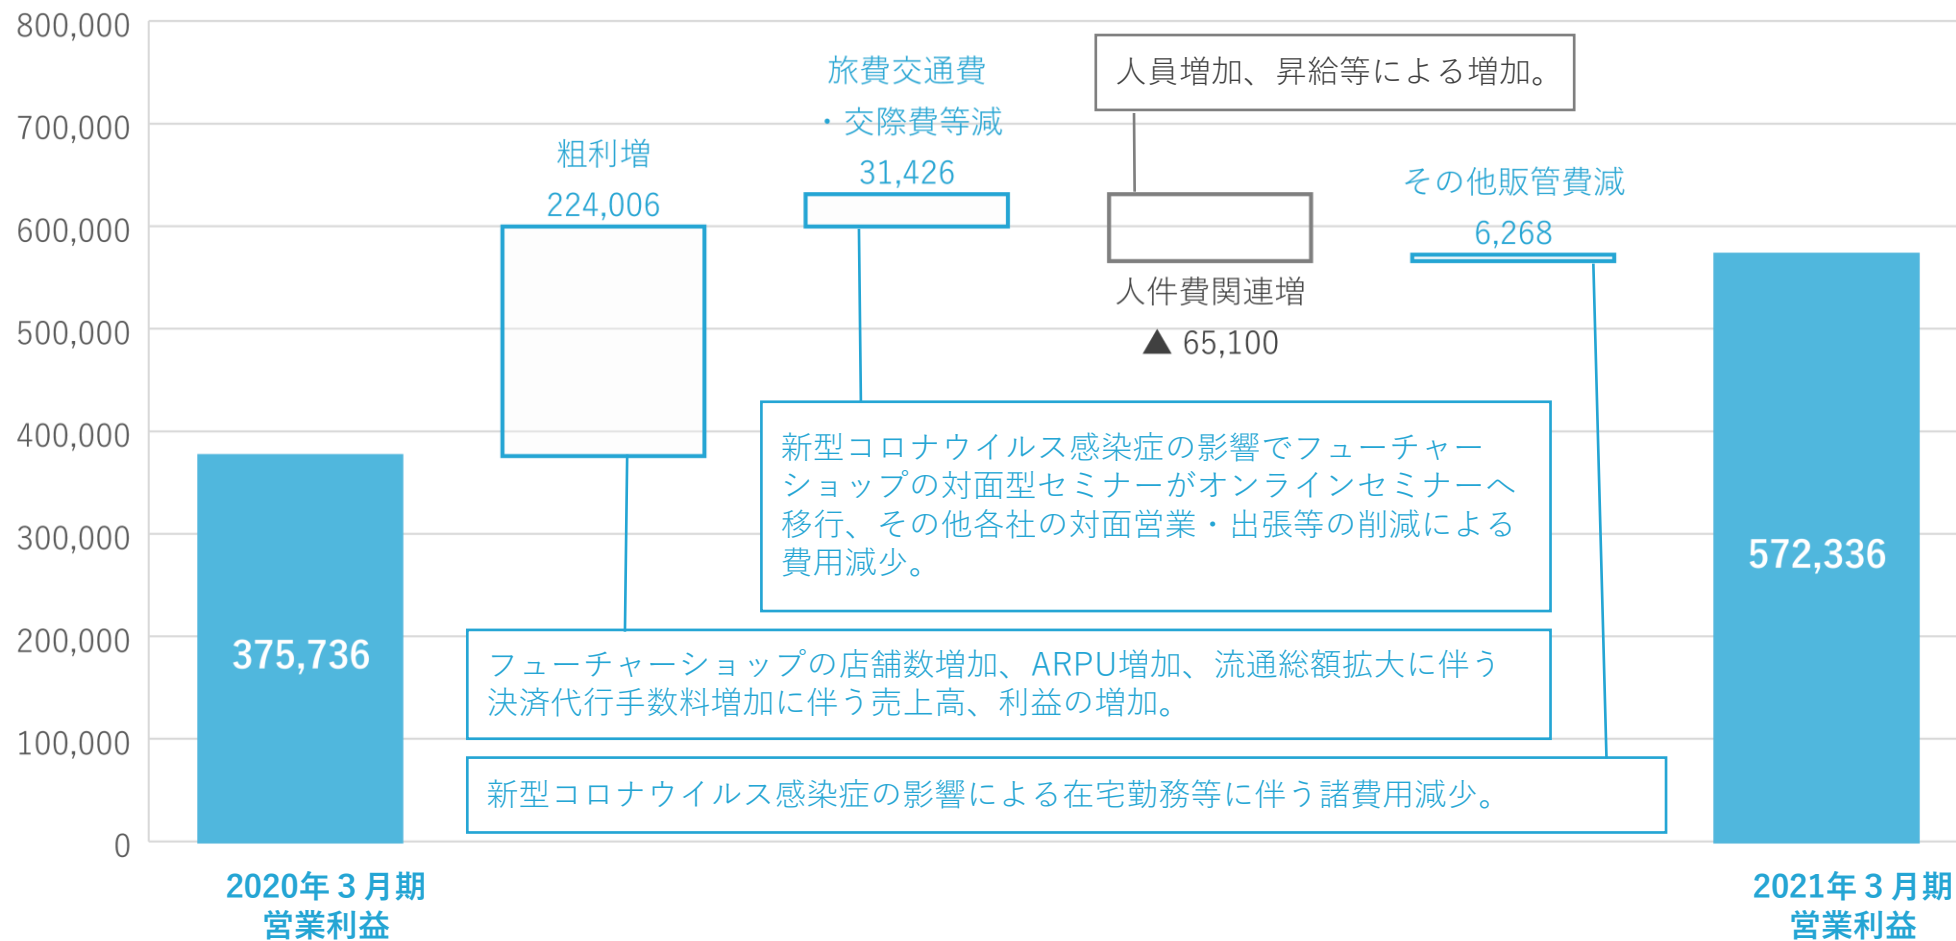 800,000
700,000
600,000
500,000
400,000
300,000
200,000
100,000
0
375,736
2020年３月期
営業利益
粗利増
224,006
旅費交通費
・交際費等減
31,426
人員増加、昇給等による増加。
人件費関連増
▲ 65,100
その他販管費減
6,268
新型コロナウイルス感染症の影響でフューチャー
ショップの対面型セミナーがオンラインセミナーへ
移行、その他各社の対面営業・出張等の削減による
費用減少。
フューチャーショップの店舗数増加、ARPU増加、流通総額拡大に伴う
決済代行手数料増加に伴う売上高、利益の増加。
新型コロナウイルス感染症の影響による在宅勤務等に伴う諸費用減少。
572,336
2021年３月期
営業利益